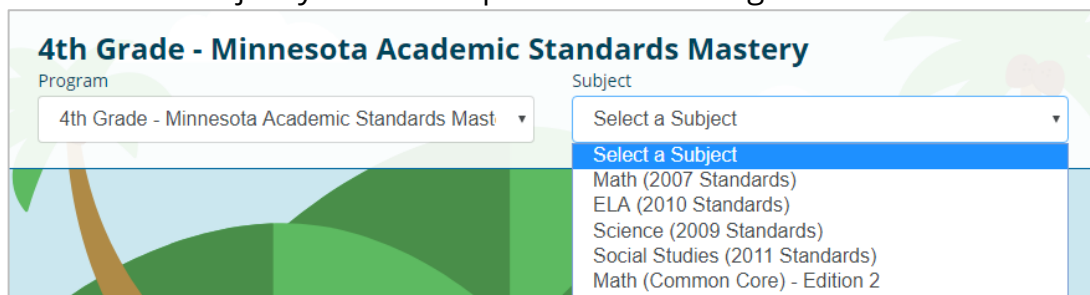 4th Grade - Minnesota Academic Standards Mastery
Program
Subject
4th Grade - Minnesota Academic Standards Mast
Select a Subject
Select a Subject
Math (2007 Standards)
ELA (2010 Standards)
Science (2009 Standards)
Social Studies (2011 Standards)
Math (Common Core) - Edition 2